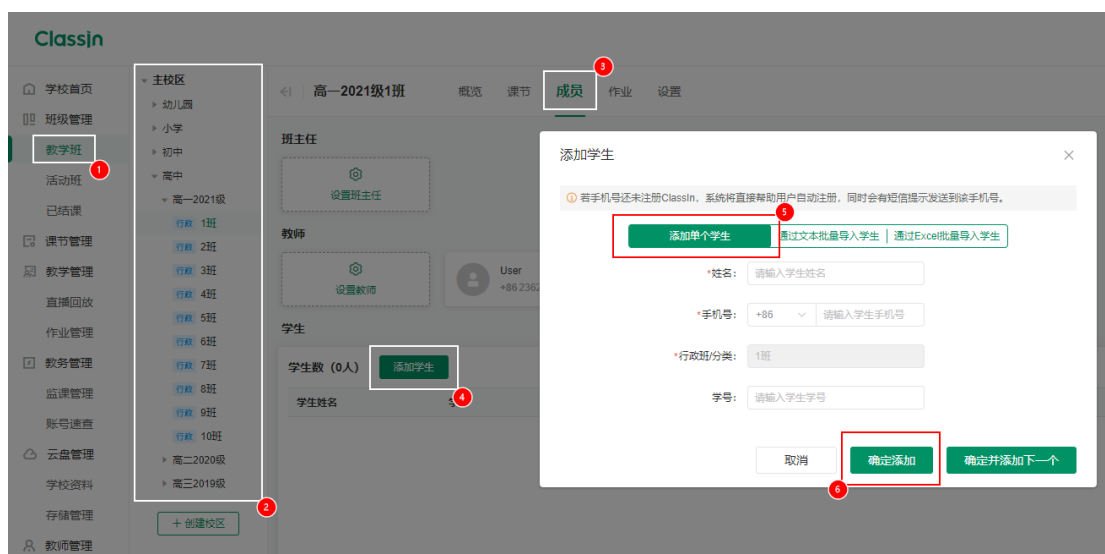 ClassIn
学校首页
班级管理
教学班
1
活动班
已结课
课节管理
教学管理
直播回放
作业管理
教务管理
监课管理
账号速查
云盘管理
学校资料
存储管理
教师管理
主校区
幼儿园
小学
初中
高中
高一2021级
行政 1班
行政 2班
行政 3班
行政 4班
行政 5班
行政 6班
行政 7班
行政 8班
行政 9班
行政 10班
高二2020级
高三2019级
2
+ 创建校区
高一2021级1班 概览 课节 成员 作业 设置
3
班主任
设置班主任
教师
设置教师
User
+86 2362
学生
学生数（0人） 添加学生
4
学生姓名
添加学生
若手机号还未注册ClassIn，系统将直接帮助用户自动注册，同时会有短信提示发送到该手机号。
5
添加单个学生 通过文本批量导入学生 通过Excel批量导入学生
*姓名： 请输入学生姓名
*手机号： +86 请输入学生手机号
*行政班/分类： 1班
学号： 请输入学生学号
取消 确定添加 确定并添加下一个
6